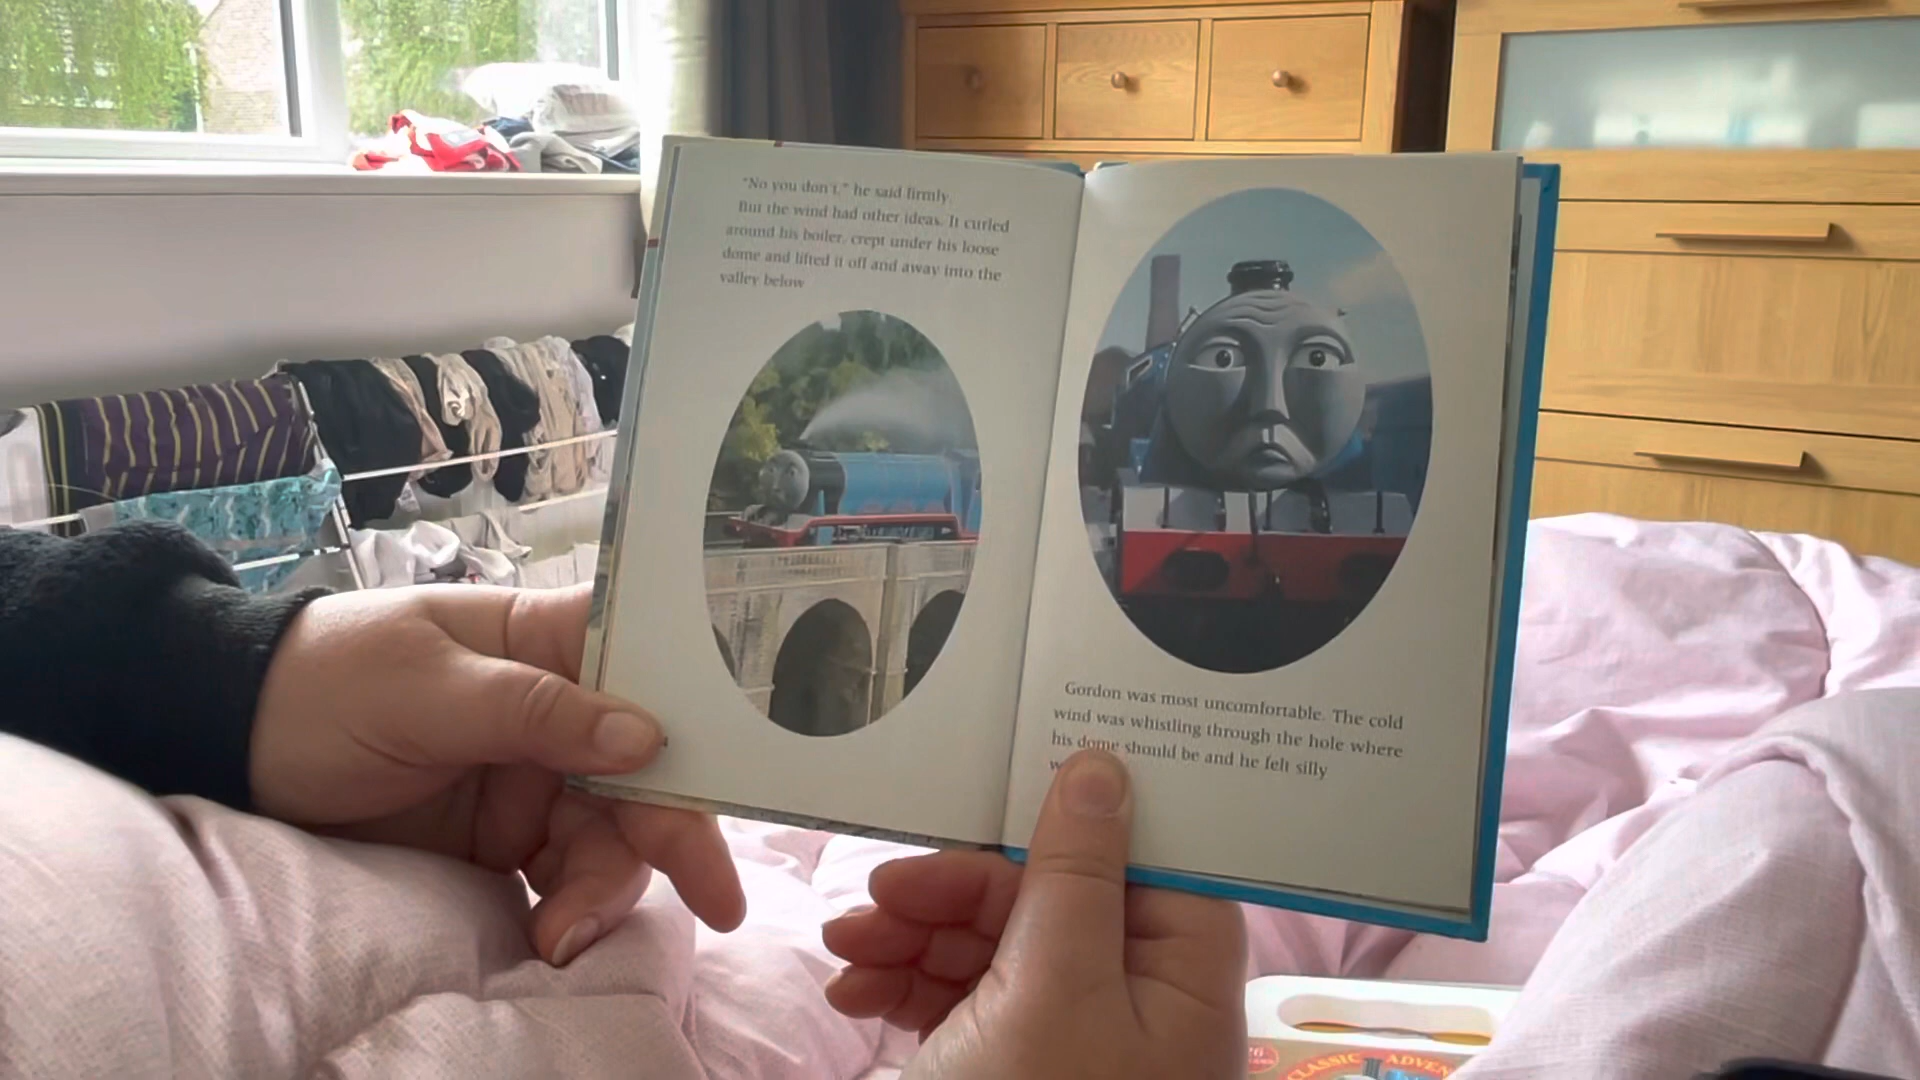 "No you don't," he said firmly.
But the wind had other ideas. It curled
around his boiler, crept under his loose
dome and lifted it off and away into the
valley below
Gordon was most uncomfortable. The cold
wind was whistling through the hole where
his dome should be and he felt silly
CLASSIC ADVEN